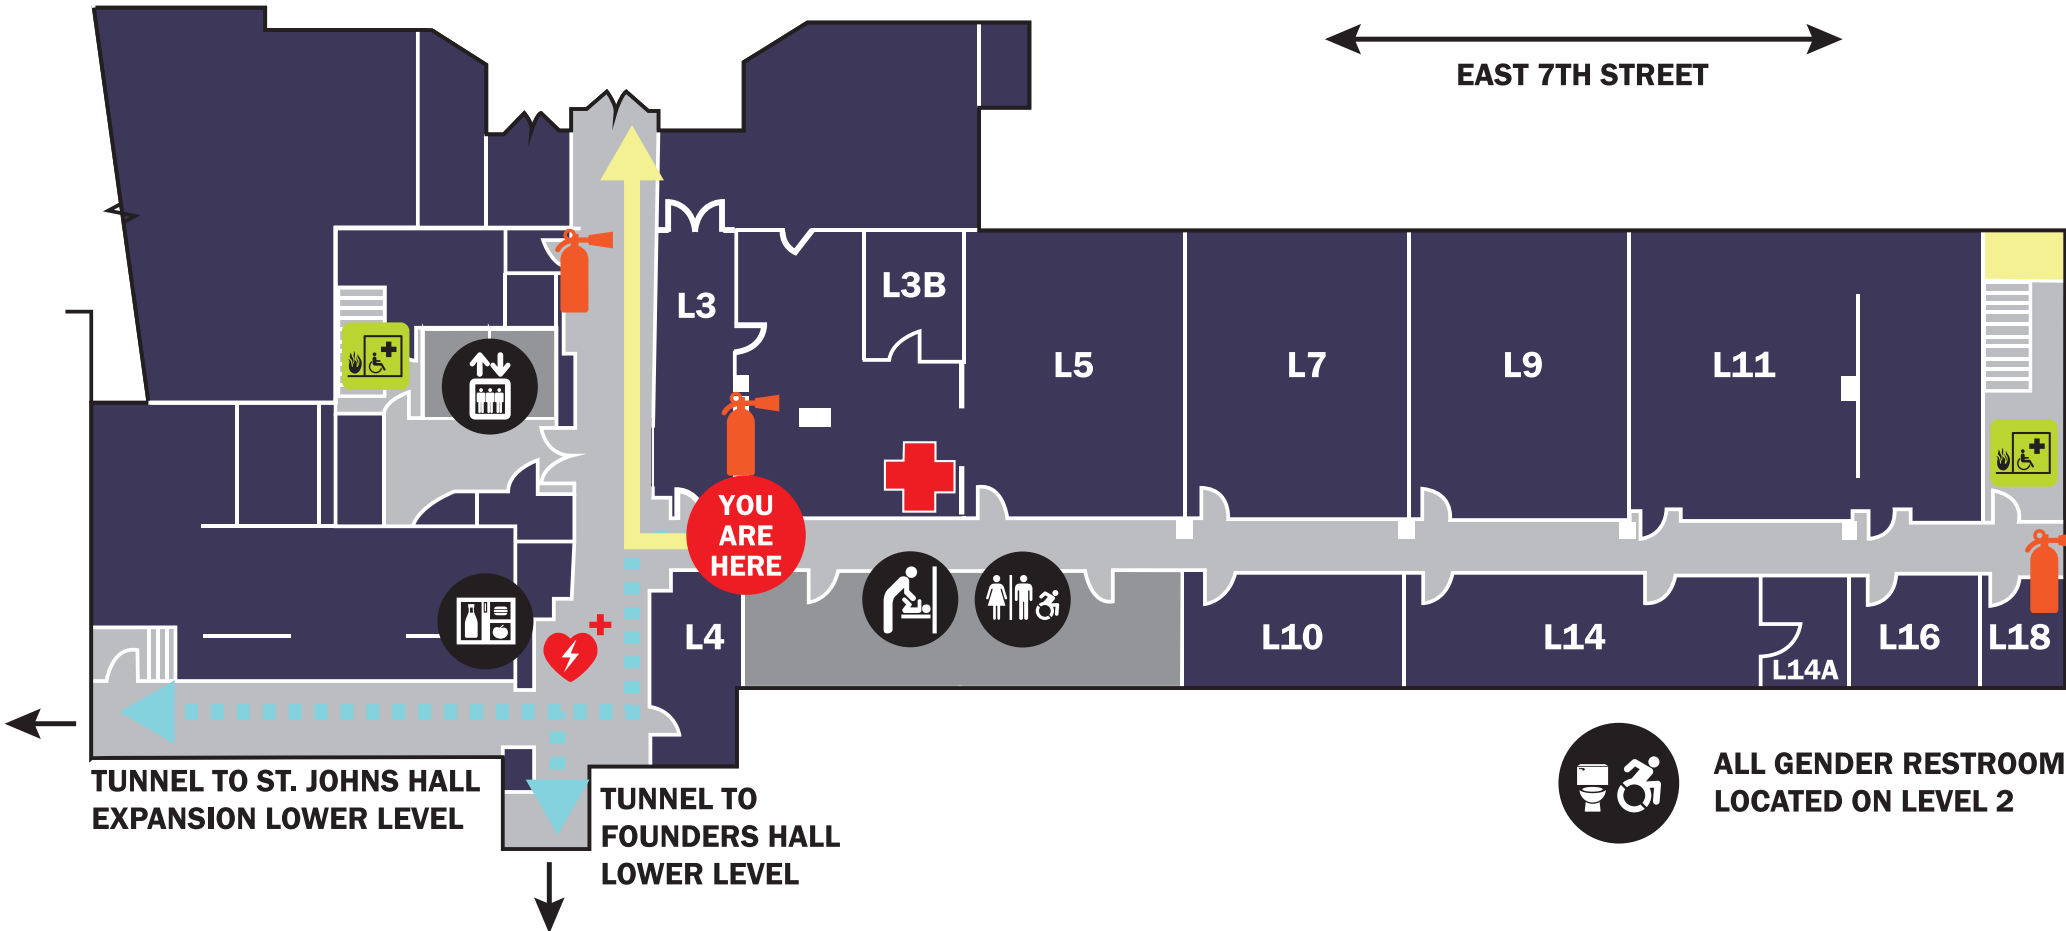 EAST 7TH STREET
L3
L3B
L5
L7
L9
L11
YOU
ARE
HERE
L4
L10
L14
L14A
L16
L18
TUNNEL TO ST. JOHNS HALL
EXPANSION LOWER LEVEL
TUNNEL TO
FOUNDERS HALL
LOWER LEVEL
ALL GENDER RESTROOM
LOCATED ON LEVEL 2